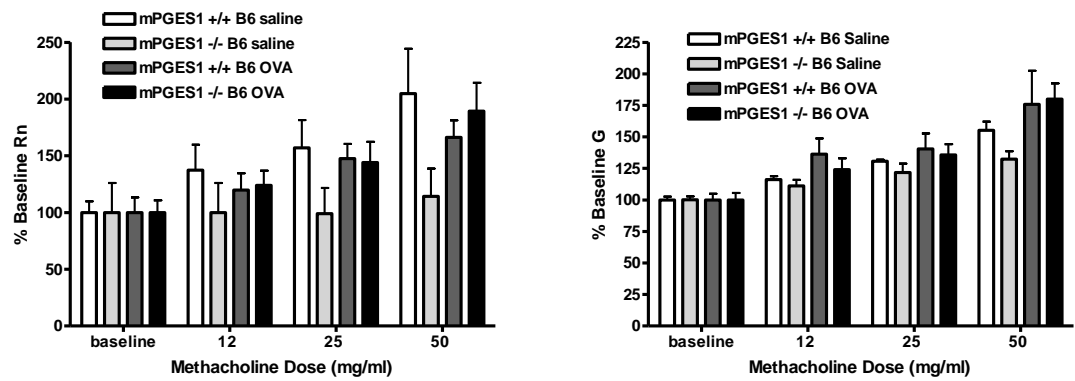 mPGES1 +/+ B6 saline
mPGES1 -/- B6 saline
mPGES1 +/+ B6 OVA
mPGES1 -/- B6 OVA
250
200
150
100
50
0
% Baseline Rn
baseline
12
25
50
Methacholine Dose (mg/ml)
mPGES1 +/+ B6 Saline
mPGES1 -/- B6 Saline
mPGES1 +/+ B6 OVA
mPGES1 -/- B6 OVA
225
200
175
150
125
100
75
50
25
0
% Baseline G
baseline
12
25
50
Methacholine Dose (mg/ml)